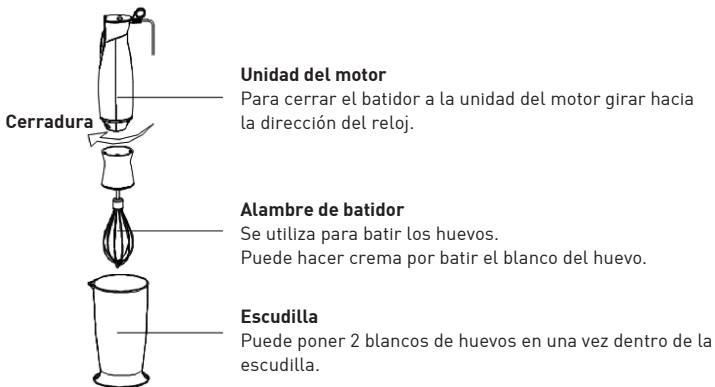 Unidad del motor
Para cerrar el batidor a la unidad del motor girar hacia
la dirección del reloj.
Cerradura
Alambre de batidor
Se utiliza para batir los huevos.
Puede hacer crema por batir el blanco del huevo.
Escudilla
Puede poner 2 blancos de huevos en una vez dentro de la
escudilla.